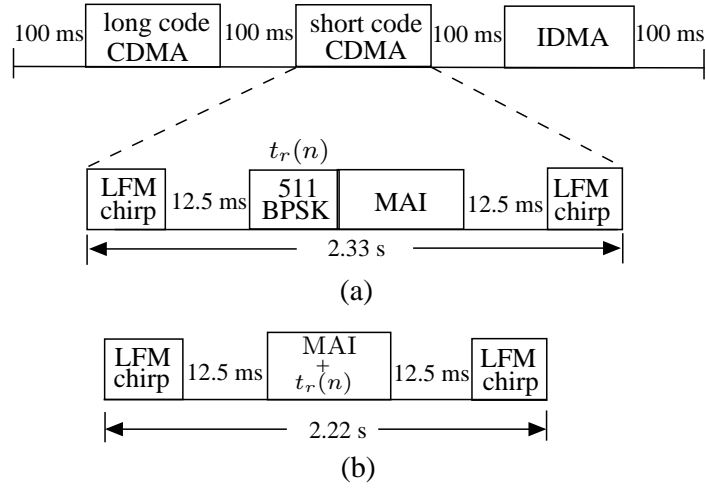 100 ms long code CDMA 100 ms short code CDMA 100 ms IDMA 100 ms
t_r(n)
LFM chirp 12.5 ms 511 BPSK MAI 12.5 ms LFM chirp
2.33 s
(a)
LFM chirp 12.5 ms MAI + t_r(n) 12.5 ms LFM chirp
2.22 s
(b)